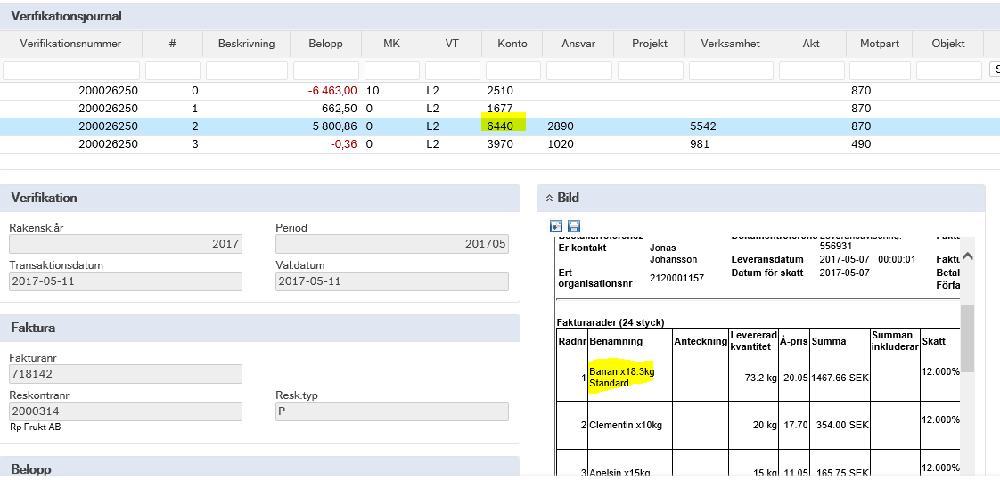 Verifikationsjournal
Verifikationsnummer # Beskrivning Belopp MK VT Konto Ansvar Projekt Verksamhet Akt Motpart Objekt
S
200026250 0 -6 463,00 10 L2 2510 870
200026250 1 662,50 0 L2 1677 870
200026250 2 5 800,86 0 L2 6440 2890 5542 870
200026250 3 -0,36 0 L2 3970 1020 981 490
Verifikation
Räkensk.år Period
2017 201705
Transaktionsdatum Val.datum
2017-05-11 2017-05-11
Faktura
Fakturanr
718142
Reskontranr Resk.typ
2000314 P
Rp Frukt AB
Belopp
Bild
Er kontakt Jonas Johansson
556931
Leveransdatum 2017-05-07 00:00:01
Datum för skatt 2017-05-07
Faktu
Betal
Förfa
Ert organisationsnr 2120001157
Fakturarader (24 styck)
Radnr Benämning Anteckning Levererad kvantitet À-pris Summa Summan inkluderar Skatt
1 Banan x18.3kg Standard 73.2 kg 20.05 1467.66 SEK 12.000%
2 Clementin x10kg 20 kg 17.70 354.00 SEK 12.000%
3 Apelsin x15kg 15 kg 11.05 165.75 SEK 12.000%